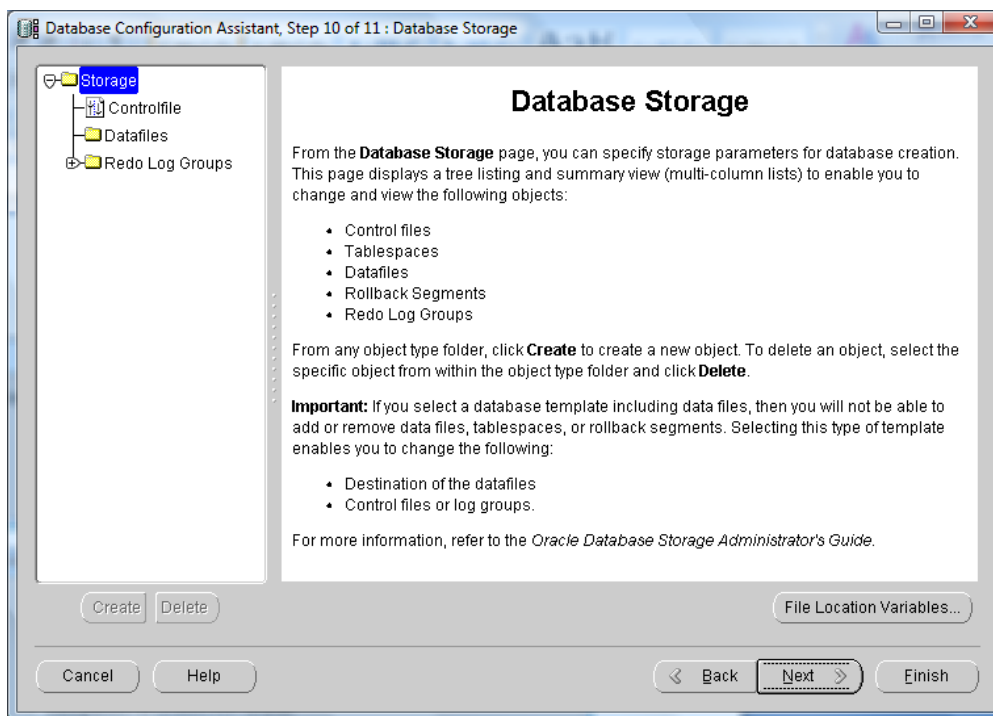 Database Configuration Assistant, Step 10 of 11 : Database Storage
Storage
Controlfile
Datafiles
Redo Log Groups
Database Storage
From the Database Storage page, you can specify storage parameters for database creation.
This page displays a tree listing and summary view (multi-column lists) to enable you to
change and view the following objects:
• Control files
• Tablespaces
• Datafiles
• Rollback Segments
• Redo Log Groups
From any object type folder, click Create to create a new object. To delete an object, select the
specific object from within the object type folder and click Delete.
Important: If you select a database template including data files, then you will not be able to
add or remove data files, tablespaces, or rollback segments. Selecting this type of template
enables you to change the following:
• Destination of the datafiles
• Control files or log groups.
For more information, refer to the Oracle Database Storage Administrator's Guide.
Create Delete
File Location Variables...
Cancel Help Back Next Finish